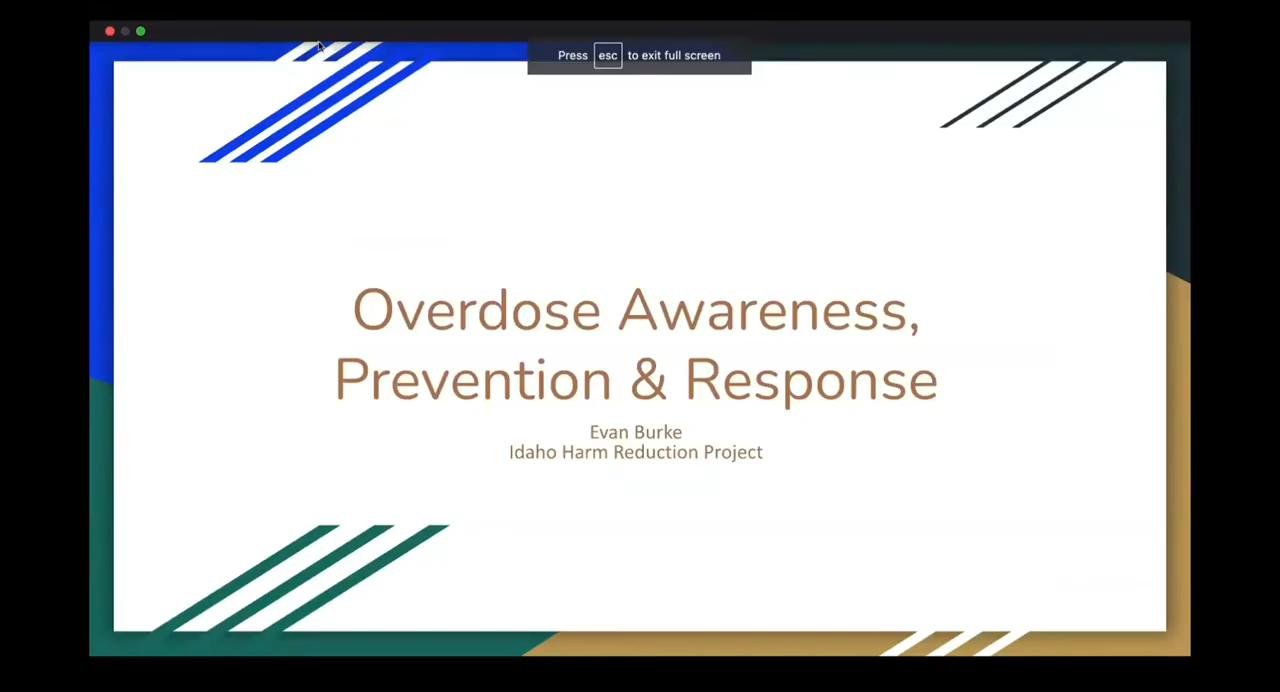 Press esc to exit full screen
Overdose Awareness,
Prevention & Response
Evan Burke
Idaho Harm Reduction Project